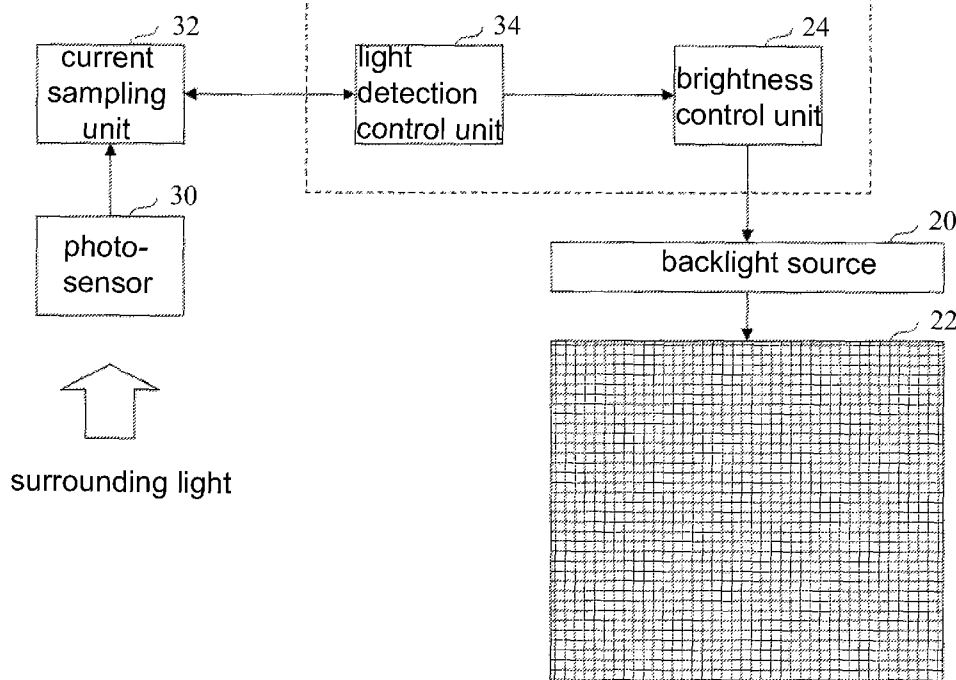 32
current
sampling
unit
34
light
detection
control unit
24
brightness
control unit
30
photo-
sensor
20
backlight source
22
surrounding light